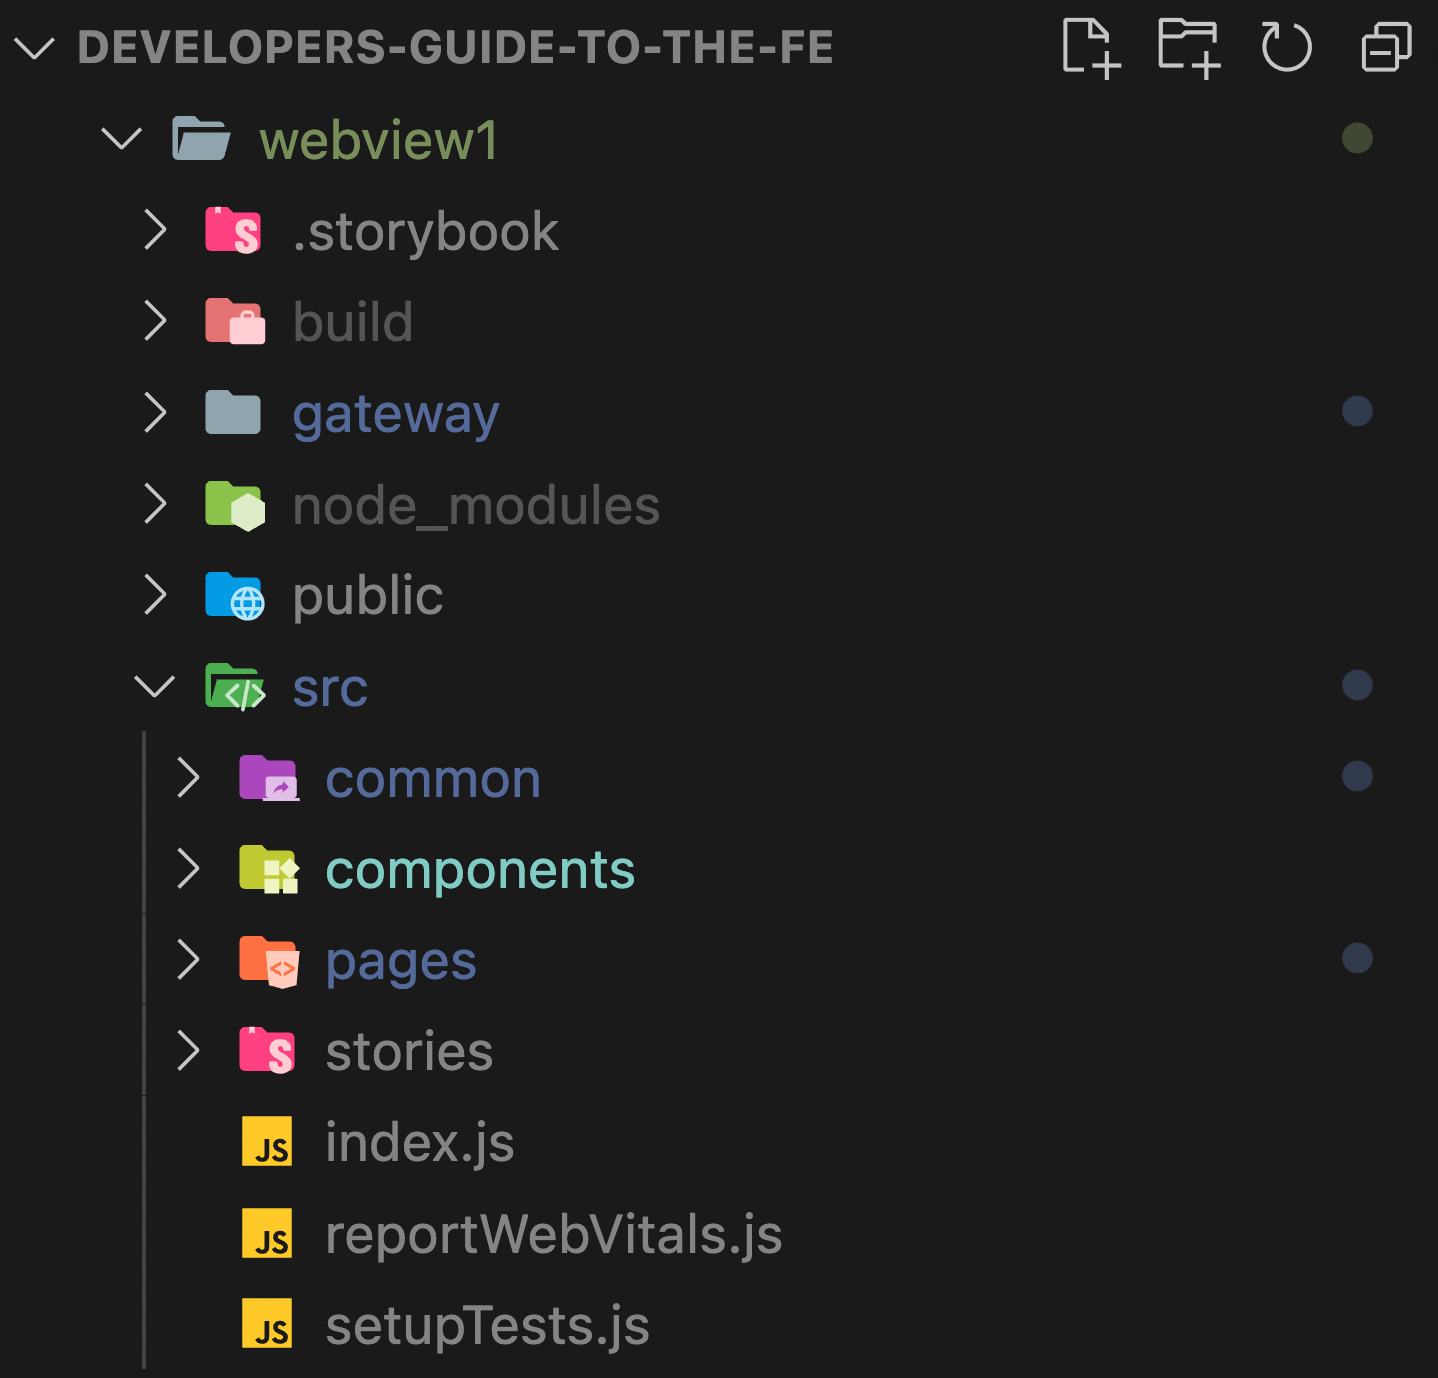 DEVELOPERS-GUIDE-TO-THE-FE
webview1
.storybook
build
gateway
node_modules
public
src
common
components
pages
stories
JS index.js
JS reportWebVitals.js
JS setupTests.js